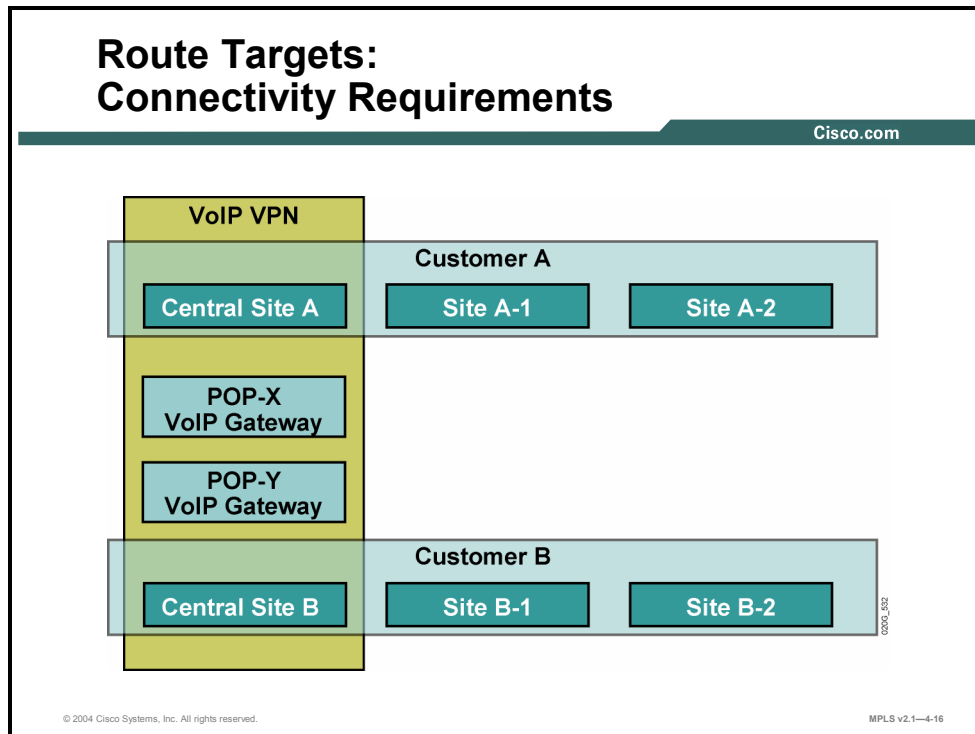 Route Targets:
Connectivity Requirements
Cisco.com
VoIP VPN
Customer A
Central Site A
Site A-1
Site A-2
POP-X
VoIP Gateway
POP-Y
VoIP Gateway
Customer B
Central Site B
Site B-1
Site B-2
020G_532
© 2004 Cisco Systems, Inc. All rights reserved.
MPLS v2.1—4-16